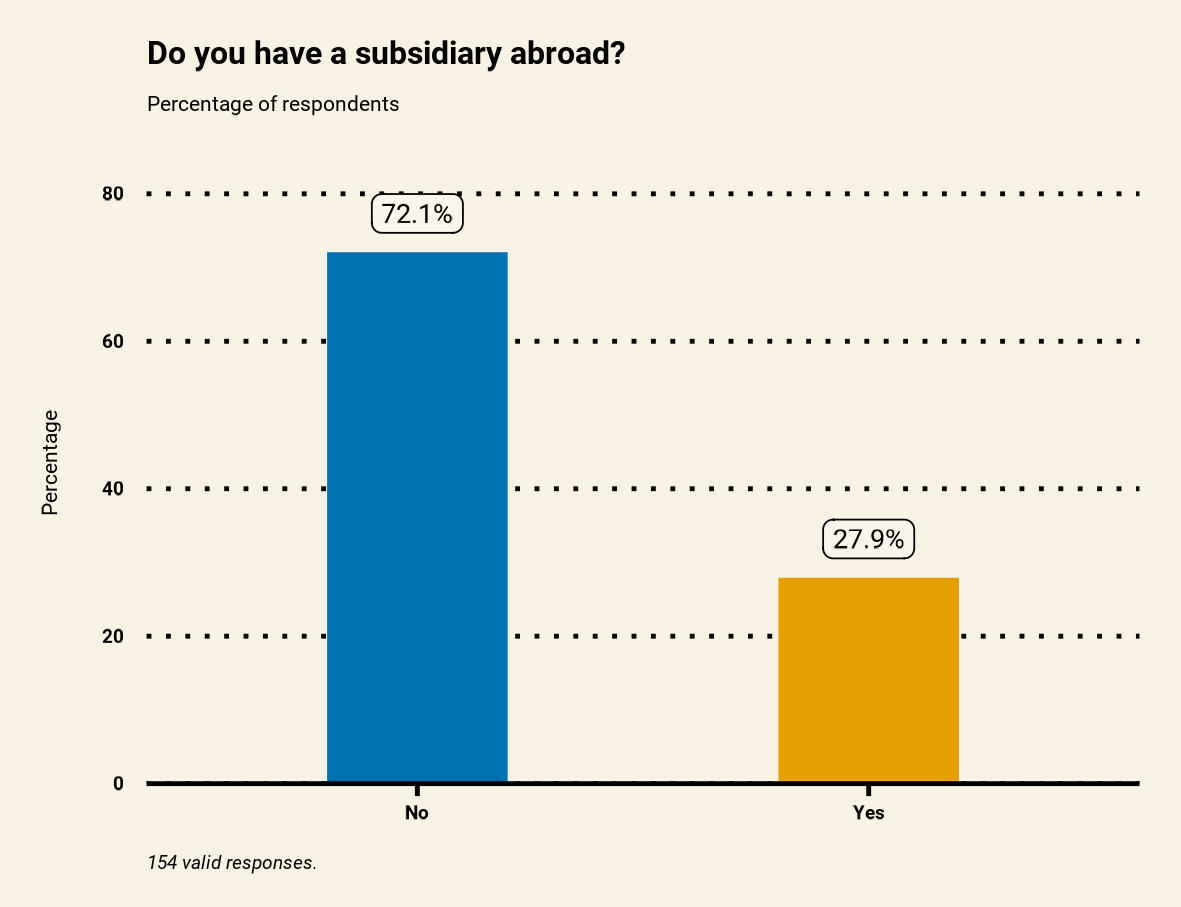 Do you have a subsidiary abroad?
Percentage of respondents
80
72.1%
60
Percentage
40
27.9%
20
0
No
Yes
154 valid responses.